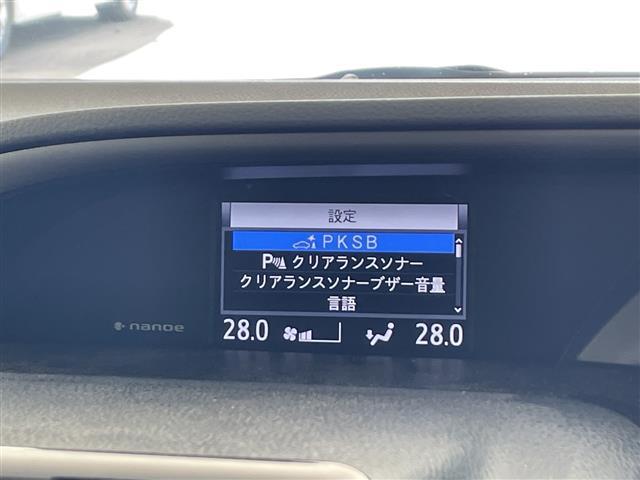 設定
PKSB
P クリアランスソナー
クリアランスソナーブザー音量
言語
nanoe
28.0 28.0